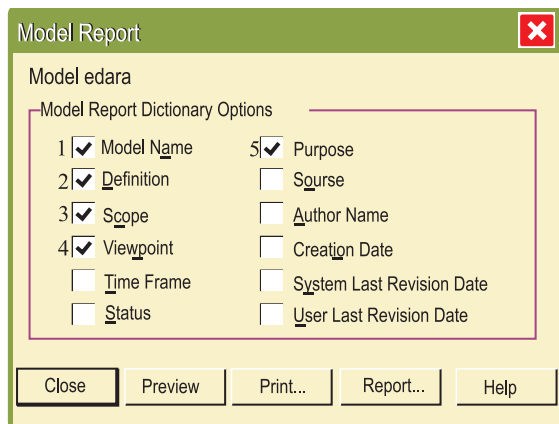 Model Report
Model edara
Model Report Dictionary Options
1 Model Name
2 Definition
3 Scope
4 Viewpoint
Time Frame
Status
5 Purpose
Sourse
Author Name
Creation Date
System Last Revision Date
User Last Revision Date
Close Preview Print... Report... Help